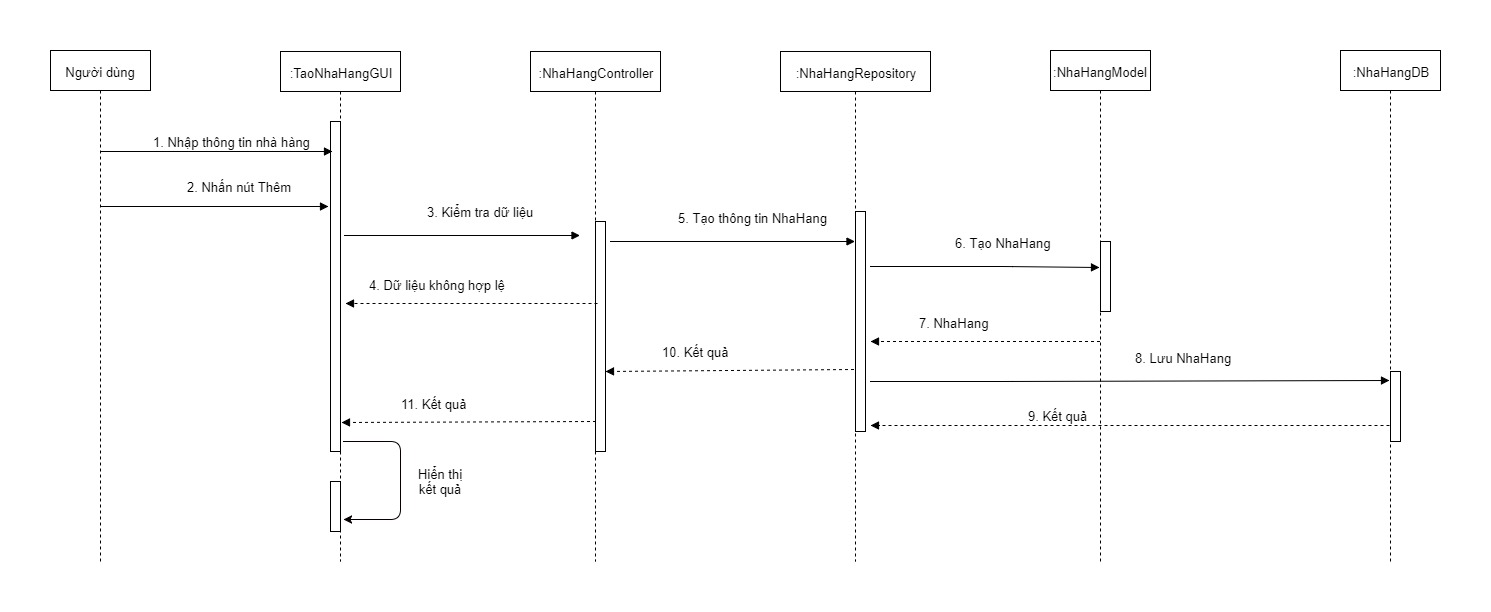 Người dùng
:TaoNhaHangGUI
:NhaHangController
:NhaHangRepository
:NhaHangModel
:NhaHangDB
1. Nhập thông tin nhà hàng
2. Nhấn nút Thêm
3. Kiểm tra dữ liệu
5. Tạo thông tin NhaHang
6. Tạo NhaHang
4. Dữ liệu không hợp lệ
7. NhaHang
10. Kết quả
8. Lưu NhaHang
11. Kết quả
9. Kết quả
Hiển thị
kết quả